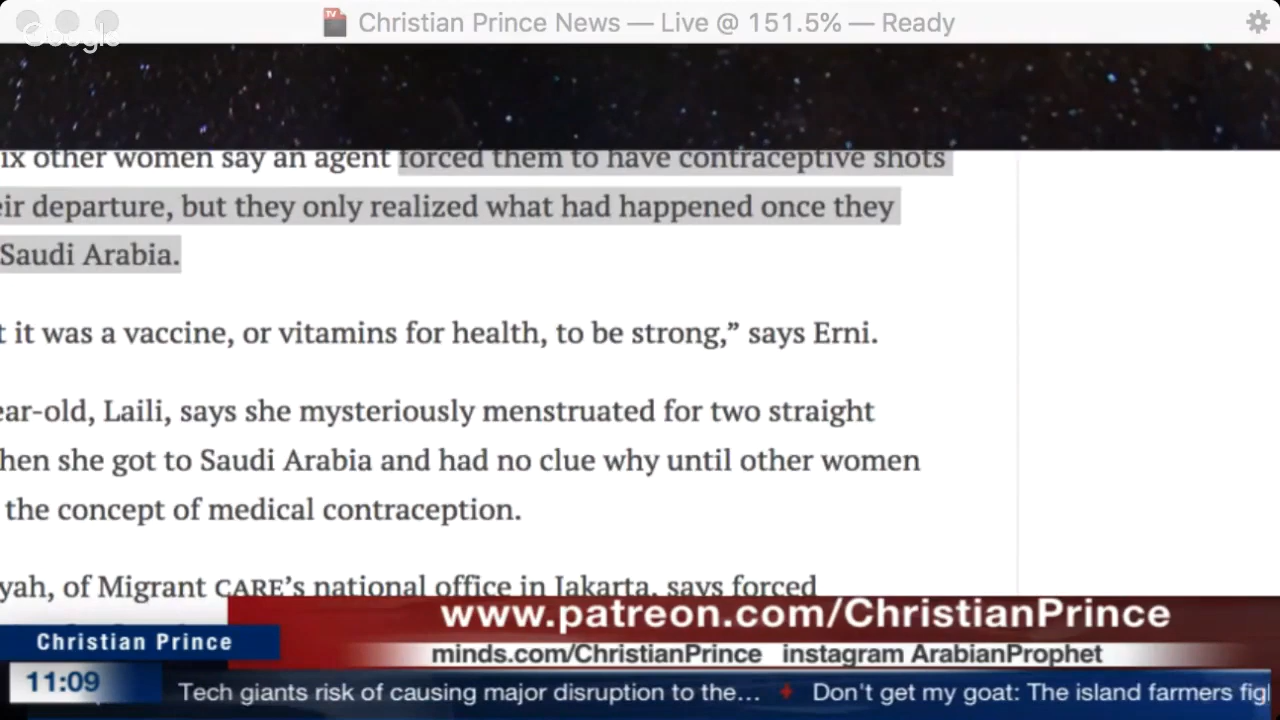 Christian Prince News — Live @ 151.5% — Ready
Google
ix other women say an agent forced them to have contraceptive shots
eir departure, but they only realized what had happened once they
Saudi Arabia.
t it was a vaccine, or vitamins for health, to be strong,” says Erni.
ear-old, Laili, says she mysteriously menstruated for two straight
hen she got to Saudi Arabia and had no clue why until other women
the concept of medical contraception.
yah, of Migrant CARE’s national office in Jakarta, says forced
www.patreon.com/ChristianPrince
Christian Prince
minds.com/ChristianPrince instagram ArabianProphet
11:09
Tech giants risk of causing major disruption to the... + Don't get my goat: The island farmers figl